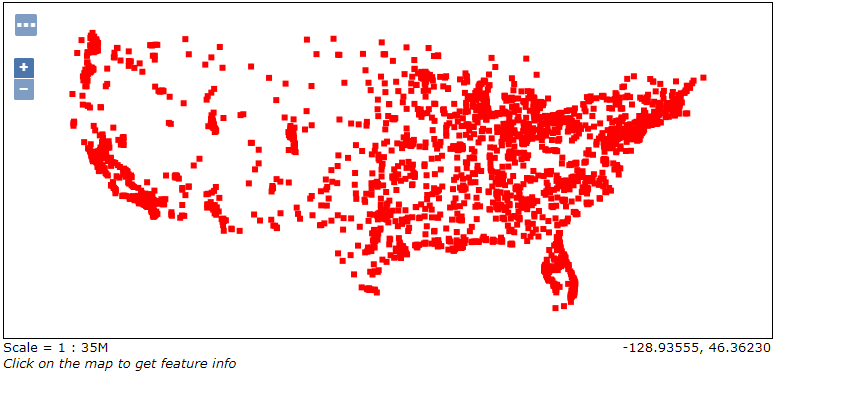 +
−
Scale = 1 : 35M
-128.93555, 46.36230
Click on the map to get feature info